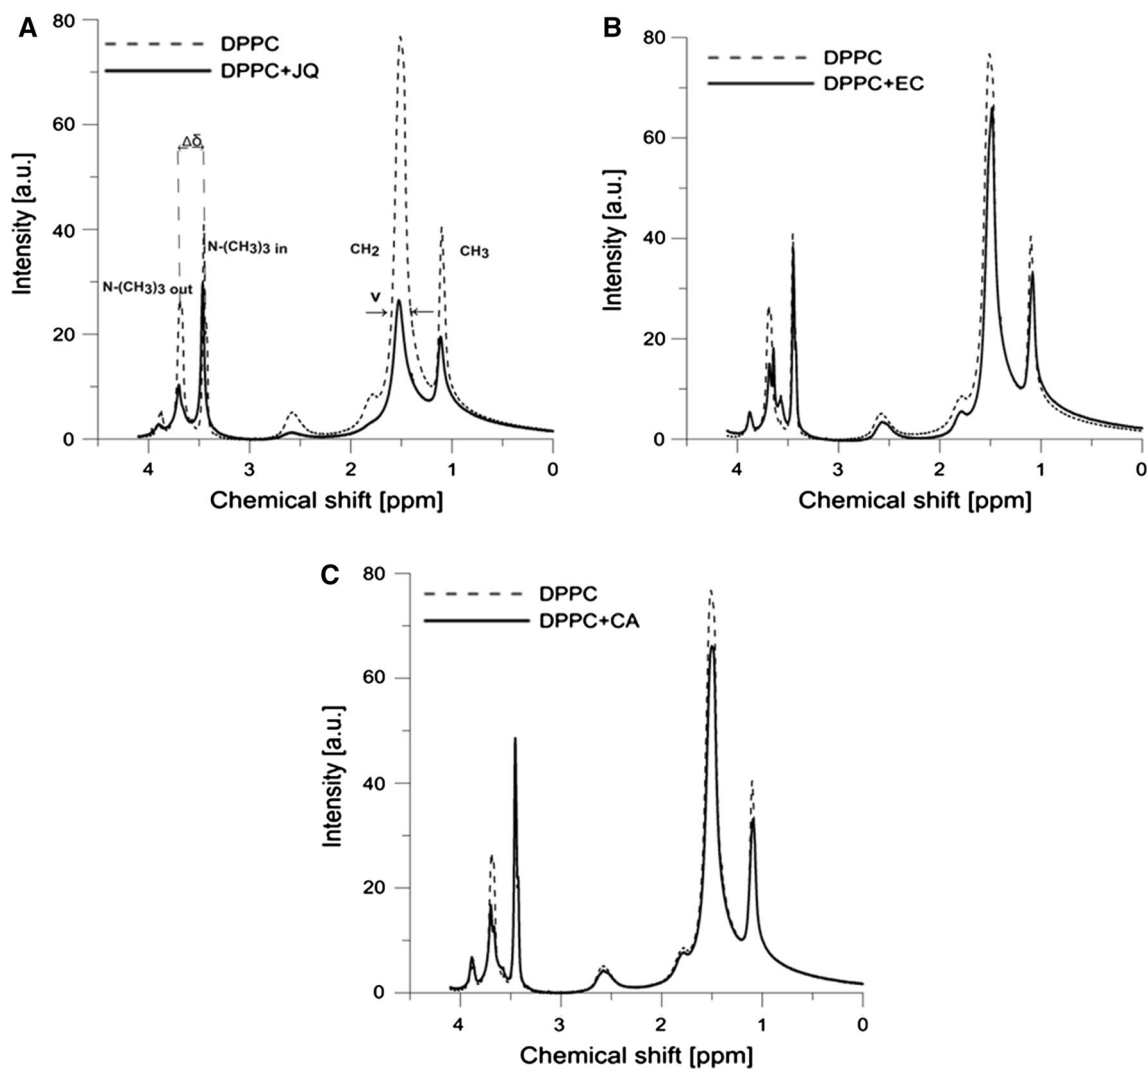 A
80
60
40
20
0
Intensity [a.u.]
DPPC
DPPC+JQ
Δδ
N-(CH3)3 in
N-(CH3)3 out
CH2
CH3
v
4 3 2 1 0
Chemical shift [ppm]
B
80
60
40
20
0
Intensity [a.u.]
DPPC
DPPC+EC
4 3 2 1 0
Chemical shift [ppm]
C
80
60
40
20
0
Intensity [a.u.]
DPPC
DPPC+CA
4 3 2 1 0
Chemical shift [ppm]